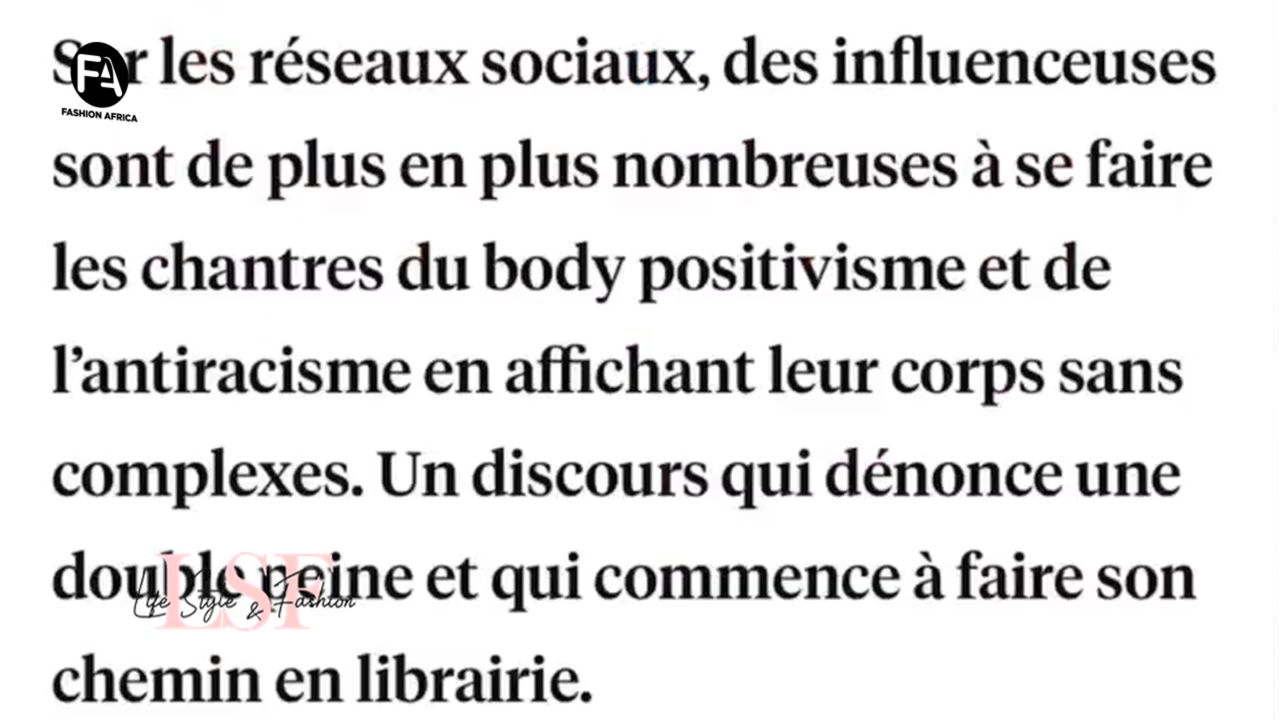 Sur les réseaux sociaux, des influenceuses
FA
FASHION AFRICA
sont de plus en plus nombreuses à se faire
les chantres du body positivisme et de
l’antiracisme en affichant leur corps sans
complexes. Un discours qui dénonce une
double peine et qui commence à faire son
LSF
Life Style & Fashion
chemin en librairie.